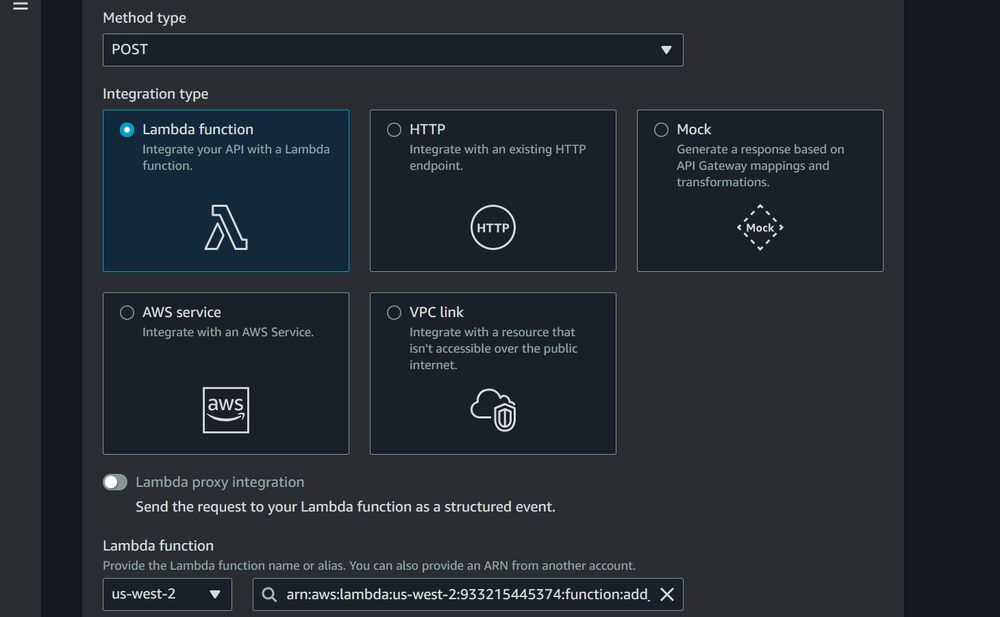 Method type
POST
Integration type
Lambda function
Integrate your API with a Lambda
function.
HTTP
Integrate with an existing HTTP
endpoint.
HTTP
Mock
Generate a response based on
API Gateway mappings and
transformations.
Mock
AWS service
Integrate with an AWS Service.
aws
VPC link
Integrate with a resource that
isn't accessible over the public
internet.
Lambda proxy integration
Send the request to your Lambda function as a structured event.
Lambda function
Provide the Lambda function name or alias. You can also provide an ARN from another account.
us-west-2
arn:aws:lambda:us-west-2:933215445374:function:add_